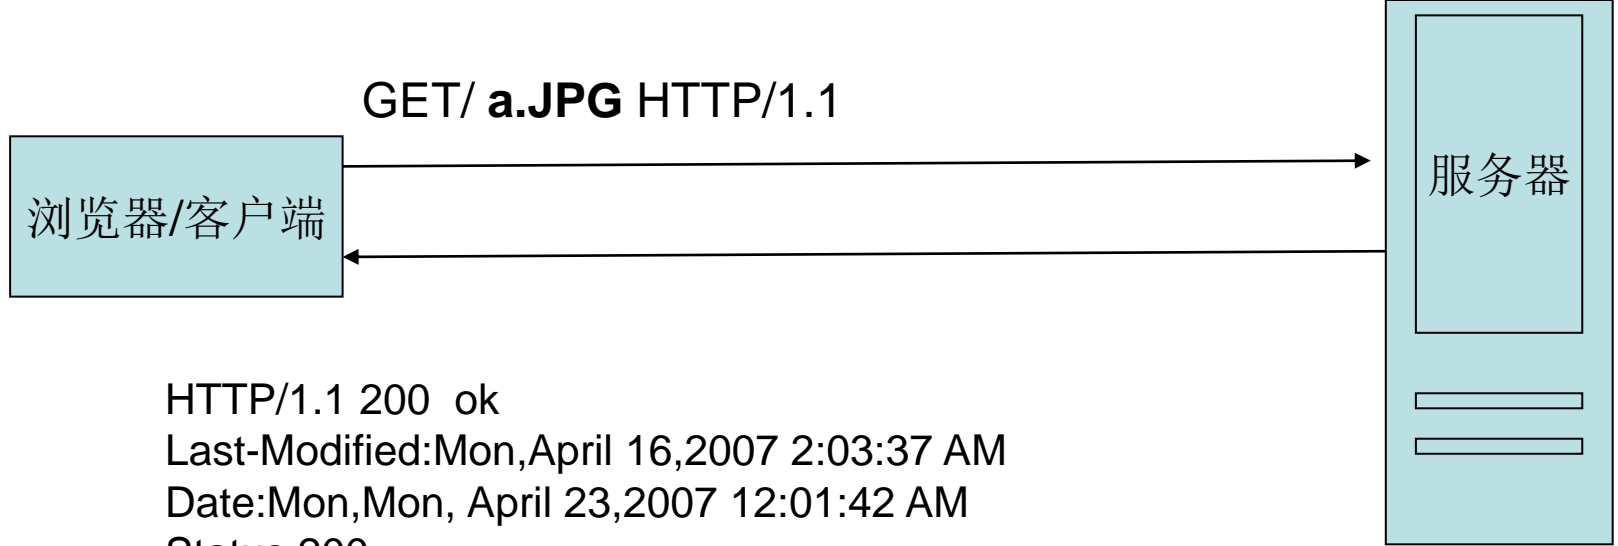 GET/ a.JPG HTTP/1.1
浏览器/客户端
服务器
HTTP/1.1 200 ok
Last-Modified:Mon,April 16,2007 2:03:37 AM
Date:Mon,Mon, April 23,2007 12:01:42 AM
Status 200